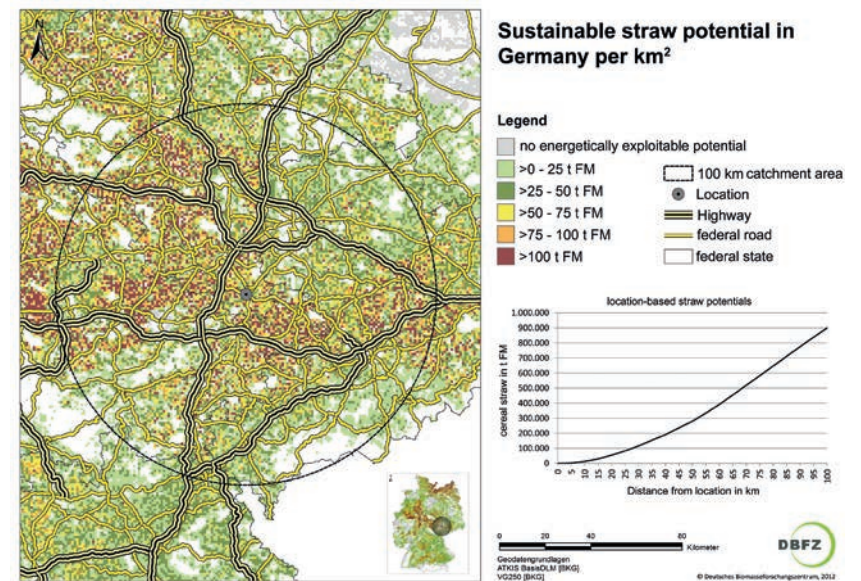 N
Sustainable straw potential in
Germany per km²
Legend
no energetically exploitable potential
>0 - 25 t FM
>25 - 50 t FM
>50 - 75 t FM
>75 - 100 t FM
>100 t FM
100 km catchment area
Location
Highway
federal road
federal state
location-based straw potentials
cereal straw in t FM
1.000.000
900.000
800.000
700.000
600.000
500.000
400.000
300.000
200.000
100.000
0
0 5 10 15 20 25 30 35 40 45 50 55 60 65 70 75 80 85 90 95 100
Distance from location in km
0 20 40 80
Kilometer
Geodatengrundlagen
ATKIS BasisDLM [BKG]
VG250 [BKG]
DBFZ
© Deutsches Biomasseforschungszentrum, 2012